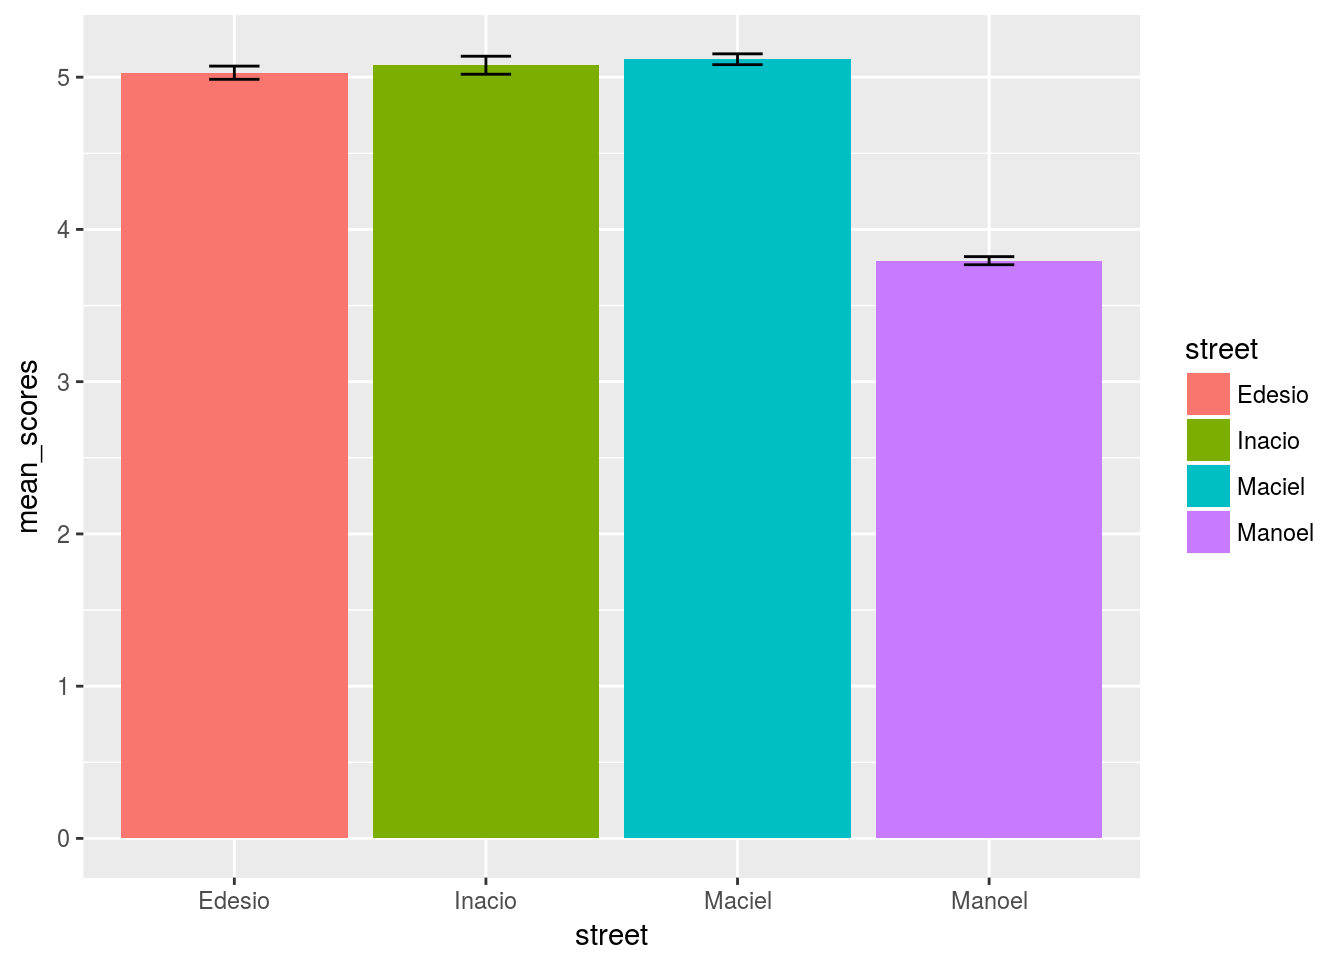 mean_scores
5
4
3
2
1
0
Edesio Inacio Maciel Manoel
street
street
Edesio
Inacio
Maciel
Manoel